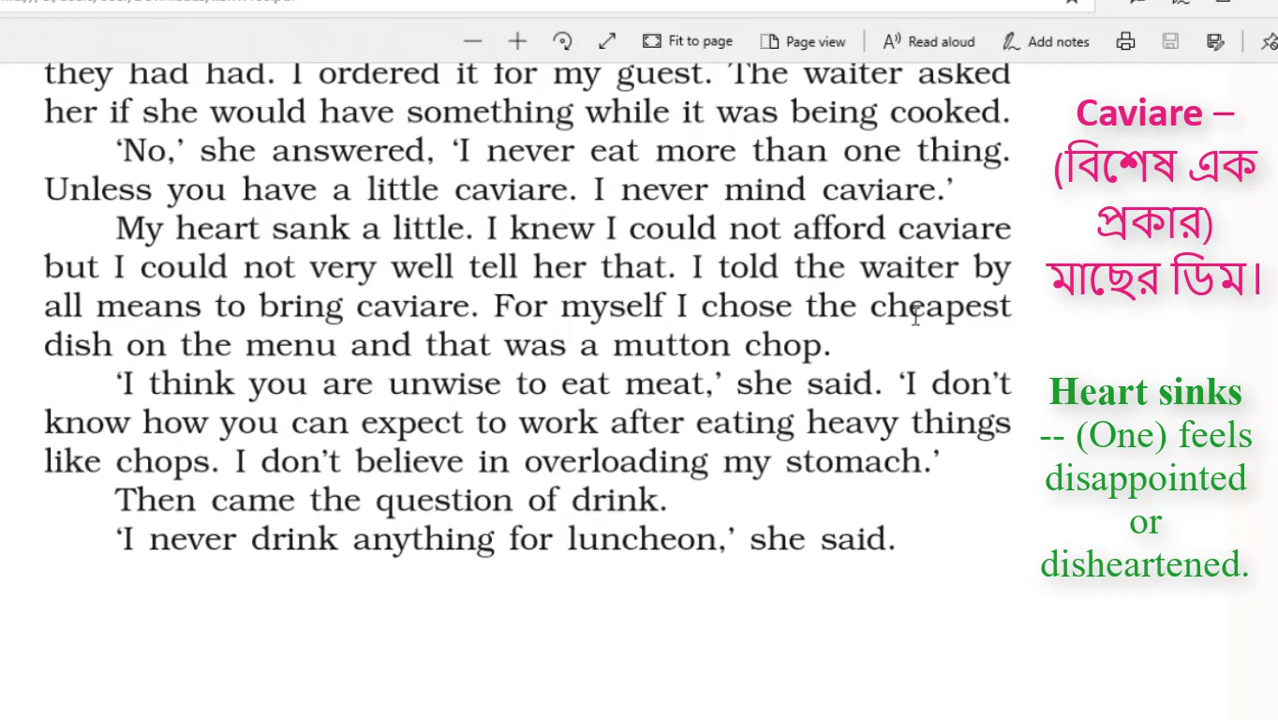 Fit to page
Page view
Read aloud
Add notes
they had had. I ordered it for my guest. The waiter asked
her if she would have something while it was being cooked.
‘No,’ she answered, ‘I never eat more than one thing.
Unless you have a little caviare. I never mind caviare.’
My heart sank a little. I knew I could not afford caviare
but I could not very well tell her that. I told the waiter by
all means to bring caviare. For myself I chose the cheapest
dish on the menu and that was a mutton chop.
‘I think you are unwise to eat meat,’ she said. ‘I don’t
know how you can expect to work after eating heavy things
like chops. I don’t believe in overloading my stomach.’
Then came the question of drink.
‘I never drink anything for luncheon,’ she said.
Caviare –
(বিশেষ এক
প্রকার)
মাছের ডিম।
Heart sinks
-- (One) feels
disappointed
or
disheartened.